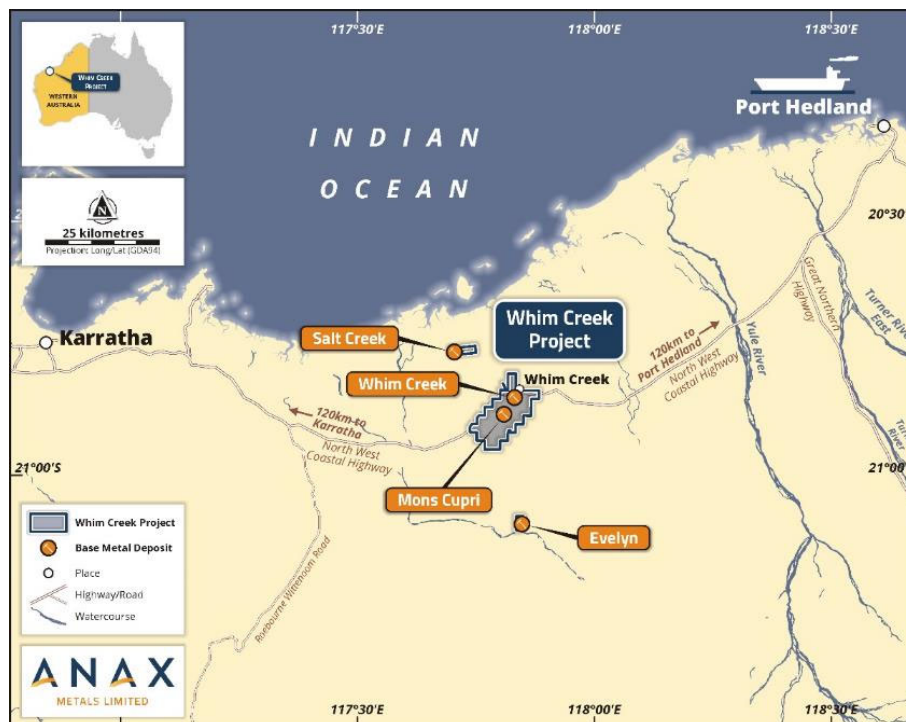 117°30'E
118°00'E
118°30'E
WHIM CREEK
PROJECT
WESTERN
AUSTRALIA
Port Hedland
INDIAN
OCEAN
N
25 kilometres
Projection: Long/Lat (GDA94)
20°30'
Great Northern
Highway
Turner River
East
Karratha
Salt Creek
Whim Creek
Project
120km to
Port Hedland
North West
Coastal Highway
Yule River
Whim Creek
Whim Creek
120km to
Karratha
North West
Coastal Highway
21°00'S
21°00'
Mons Cupri
Evelyn
Roebourne Wittenoom Road
Whim Creek Project
Base Metal Deposit
Place
Highway/Road
Watercourse
ANAX
METALS LIMITED
117°30'E
118°00'E
118°30'E